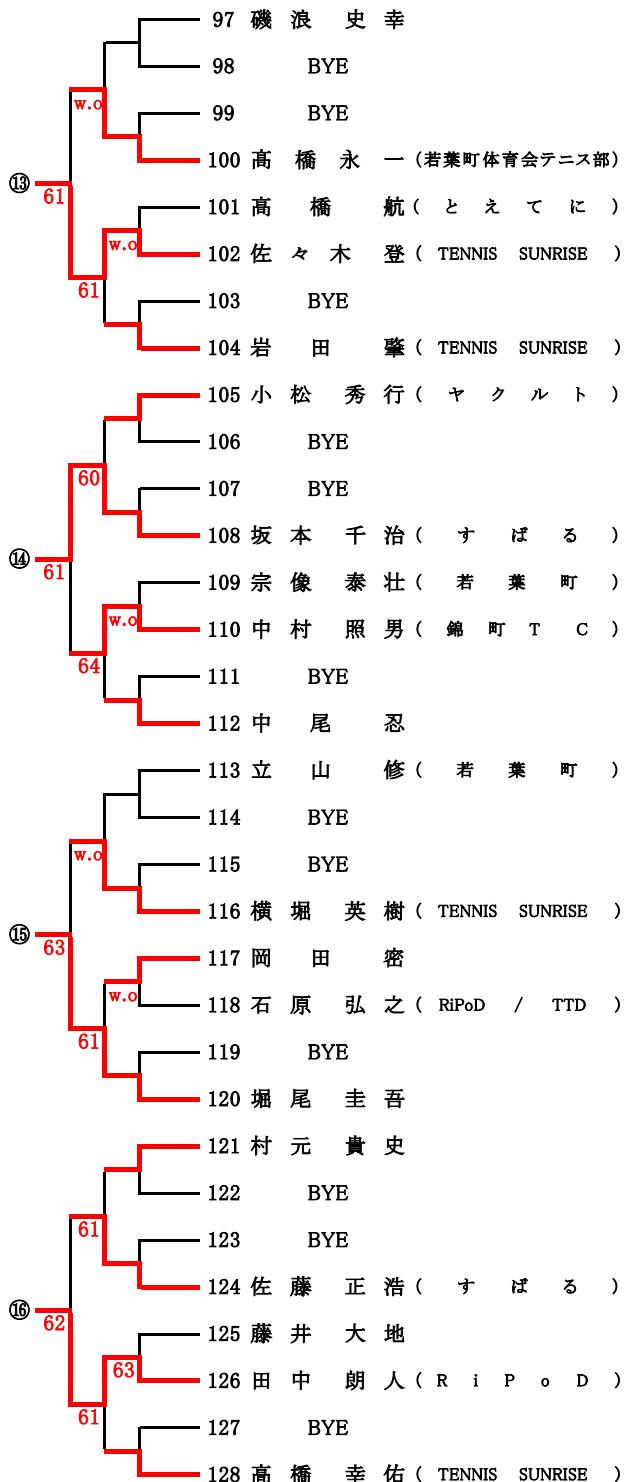 97 磯浪 史幸
98 BYE
w.o
99 BYE
100 髙橋永一 (若葉町体育会テニス部)
⑬
61
101 高橋 航 (とえてに)
w.o
102 佐々木 登 (TENNIS SUNRISE)
61
103 BYE
104 岩田 肇 (TENNIS SUNRISE)
105 小松 秀行 (ヤクルト)
106 BYE
60
107 BYE
108 坂本 千治 (すばる)
⑭
61
109 宗像 泰壮 (若葉町)
w.o
110 中村 照男 (錦町TC)
64
111 BYE
112 中尾 忍
113 立山 修 (若葉町)
114 BYE
w.o
115 BYE
116 横堀 英樹 (TENNIS SUNRISE)
⑮
63
117 岡田 密
w.o
118 石原 弘之 (RiPoD / TTD)
61
119 BYE
120 堀尾 圭吾
121 村元 貴史
122 BYE
61
123 BYE
124 佐藤 正浩 (すばる)
⑯
62
125 藤井 大地
63
126 田中 朗人 (RiPoD)
61
127 BYE
128 高橋 幸佑 (TENNIS SUNRISE)